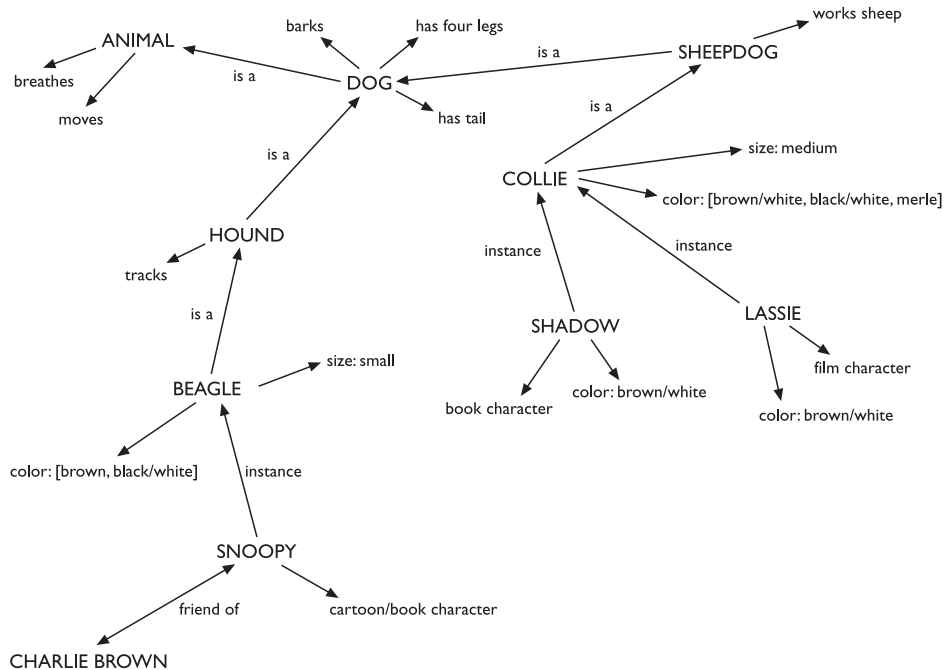 works sheep
barks
has four legs
ANIMAL
SHEEPDOG
is a
breathes
is a
DOG
moves
has tail
is a
is a
size: medium
COLLIE
color: [brown/white, black/white, merle]
HOUND
instance
instance
tracks
is a
SHADOW
LASSIE
size: small
film character
BEAGLE
color: brown/white
book character
color: brown/white
color: [brown, black/white]
instance
SNOOPY
friend of
cartoon/book character
CHARLIE BROWN